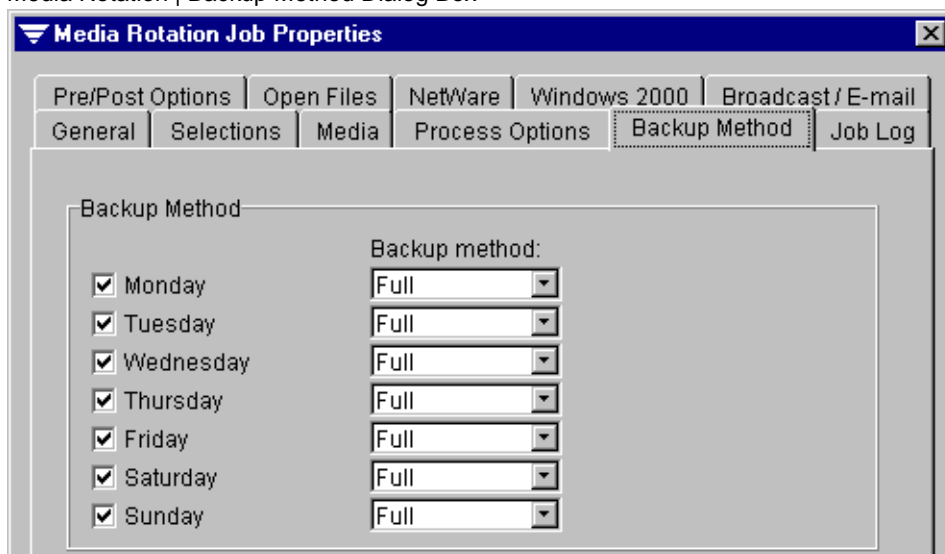 Media Rotation | Backup Method Dialog Box
Media Rotation Job Properties
Pre/Post Options Open Files NetWare Windows 2000 Broadcast / E-mail
General Selections Media Process Options Backup Method Job Log
Backup Method
Backup method:
Monday Full
Tuesday Full
Wednesday Full
Thursday Full
Friday Full
Saturday Full
Sunday Full